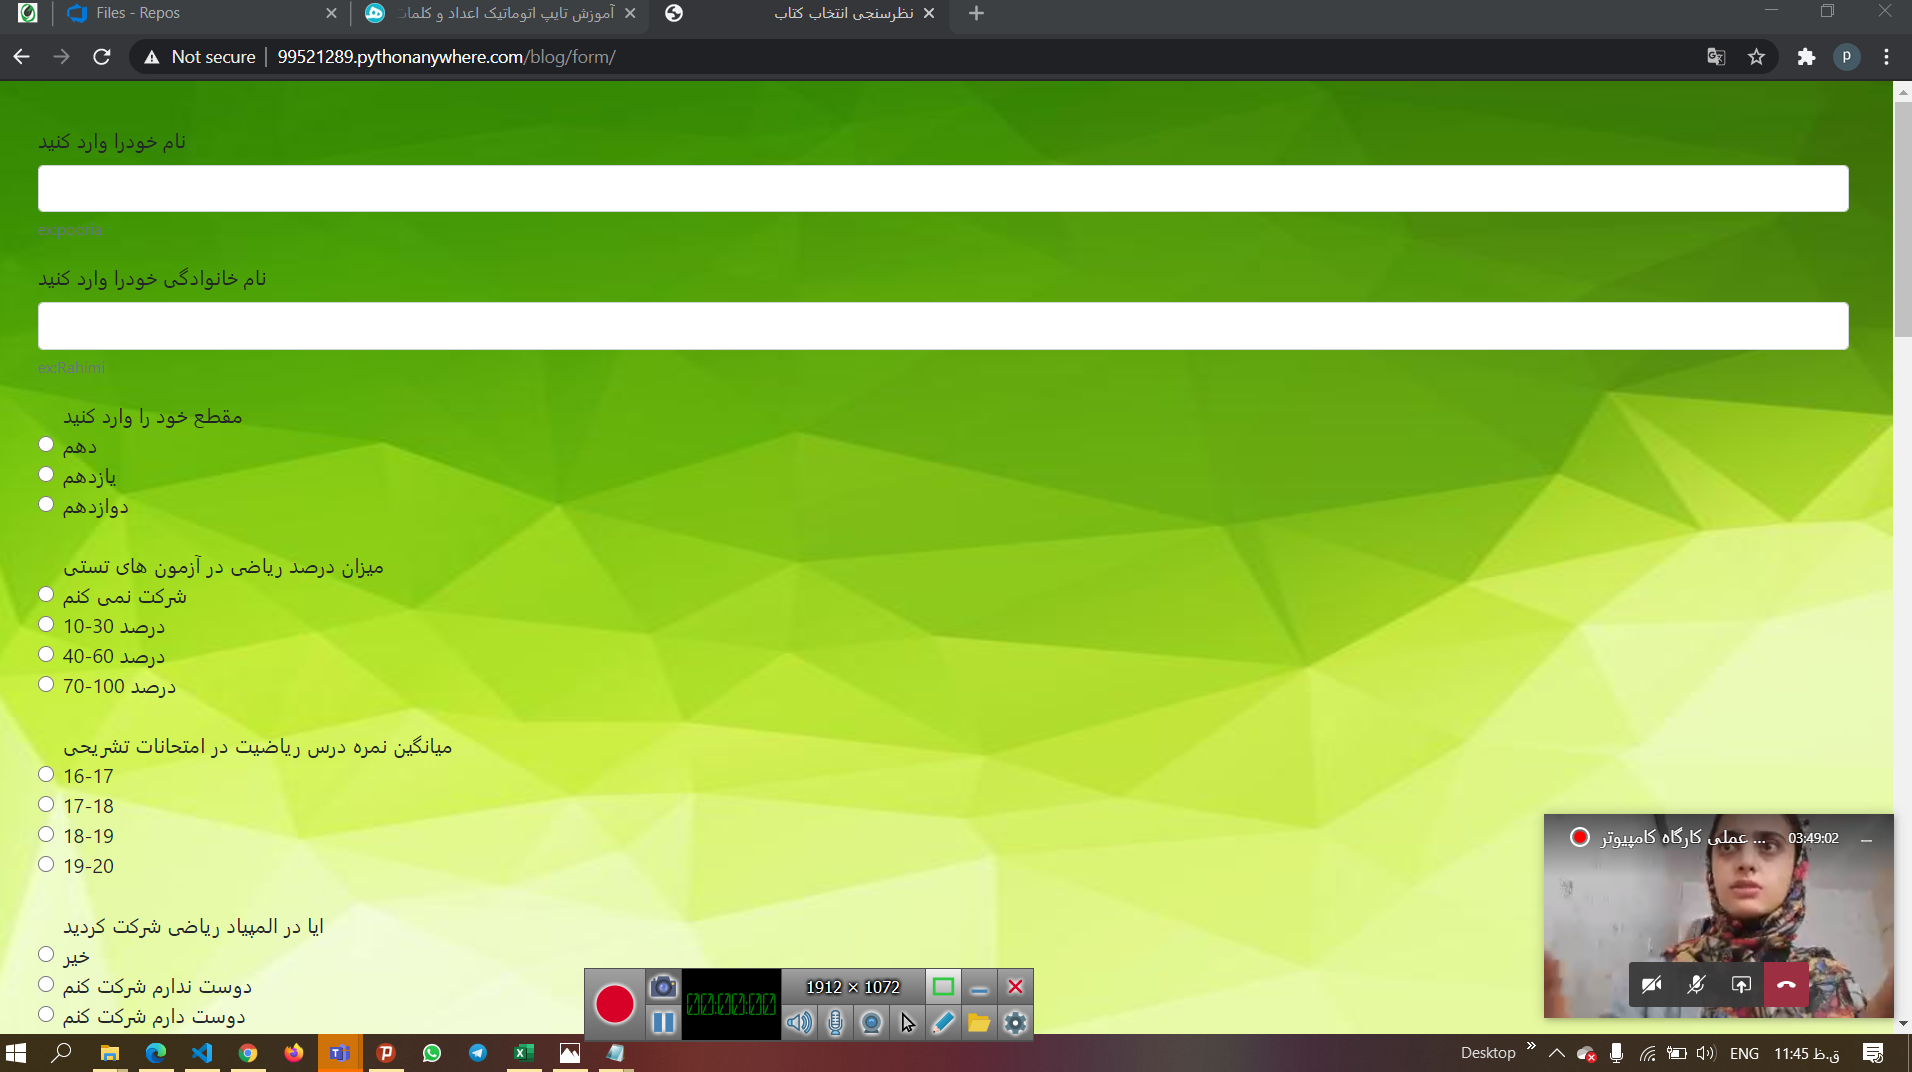 Files - Repos
آموزش تایپ اتوماتیک اعداد و کلمات
نظرسنجی انتخاب کتاب
Not secure | 99521289.pythonanywhere.com/blog/form/
p
نام خودرا وارد کنید
ex:pooria
نام خانوادگی خودرا وارد کنید
ex:Rahimi
مقطع خود را وارد کنید
دهم
یازدهم
دوازدهم
میزان درصد ریاضی در آزمون های تستی
شرکت نمی کنم
10-30 درصد
40-60 درصد
70-100 درصد
میانگین نمره درس ریاضیت در امتحانات تشریحی
16-17
17-18
18-19
19-20
ایا در المپیاد ریاضی شرکت کردید
خیر
دوست ندارم شرکت کنم
دوست دارم شرکت کنم
عملی کارگاه کامپیوتر ...
03:49:02
1912 × 1072
00:00:00
Desktop
ENG
11:45 ق.ظ